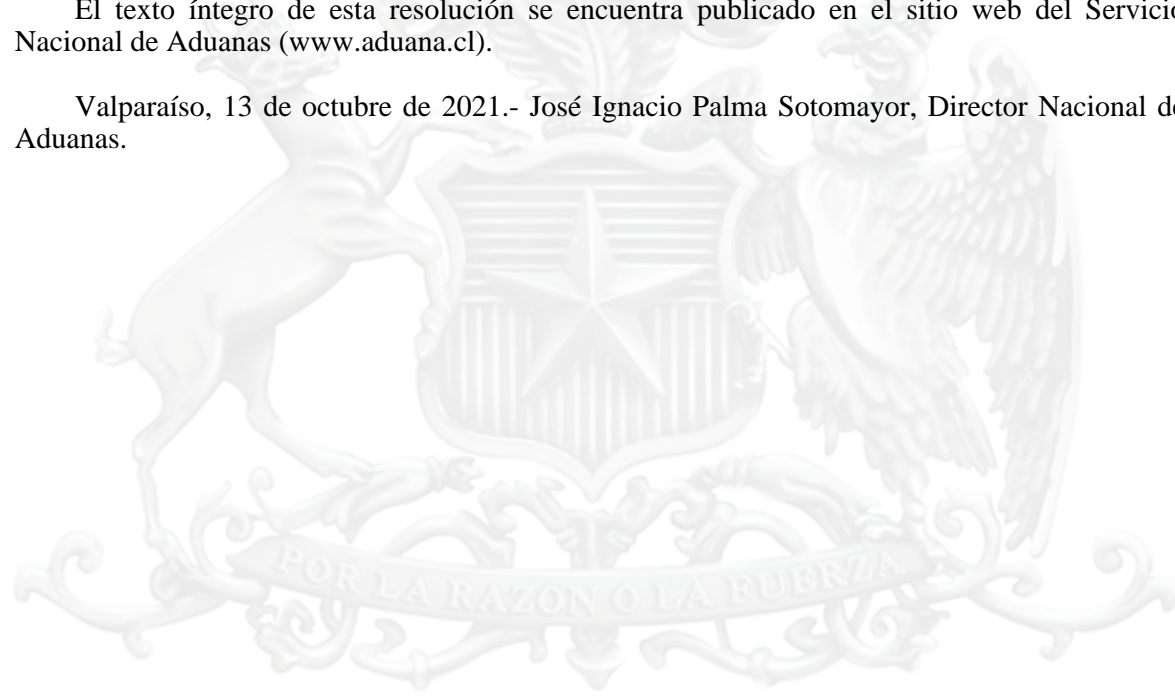 El texto íntegro de esta resolución se encuentra publicado en el sitio web del Servicio
Nacional de Aduanas (www.aduana.cl).
Valparaíso, 13 de octubre de 2021.- José Ignacio Palma Sotomayor, Director Nacional de
Aduanas.
POR LA RAZON O LA FUERZA